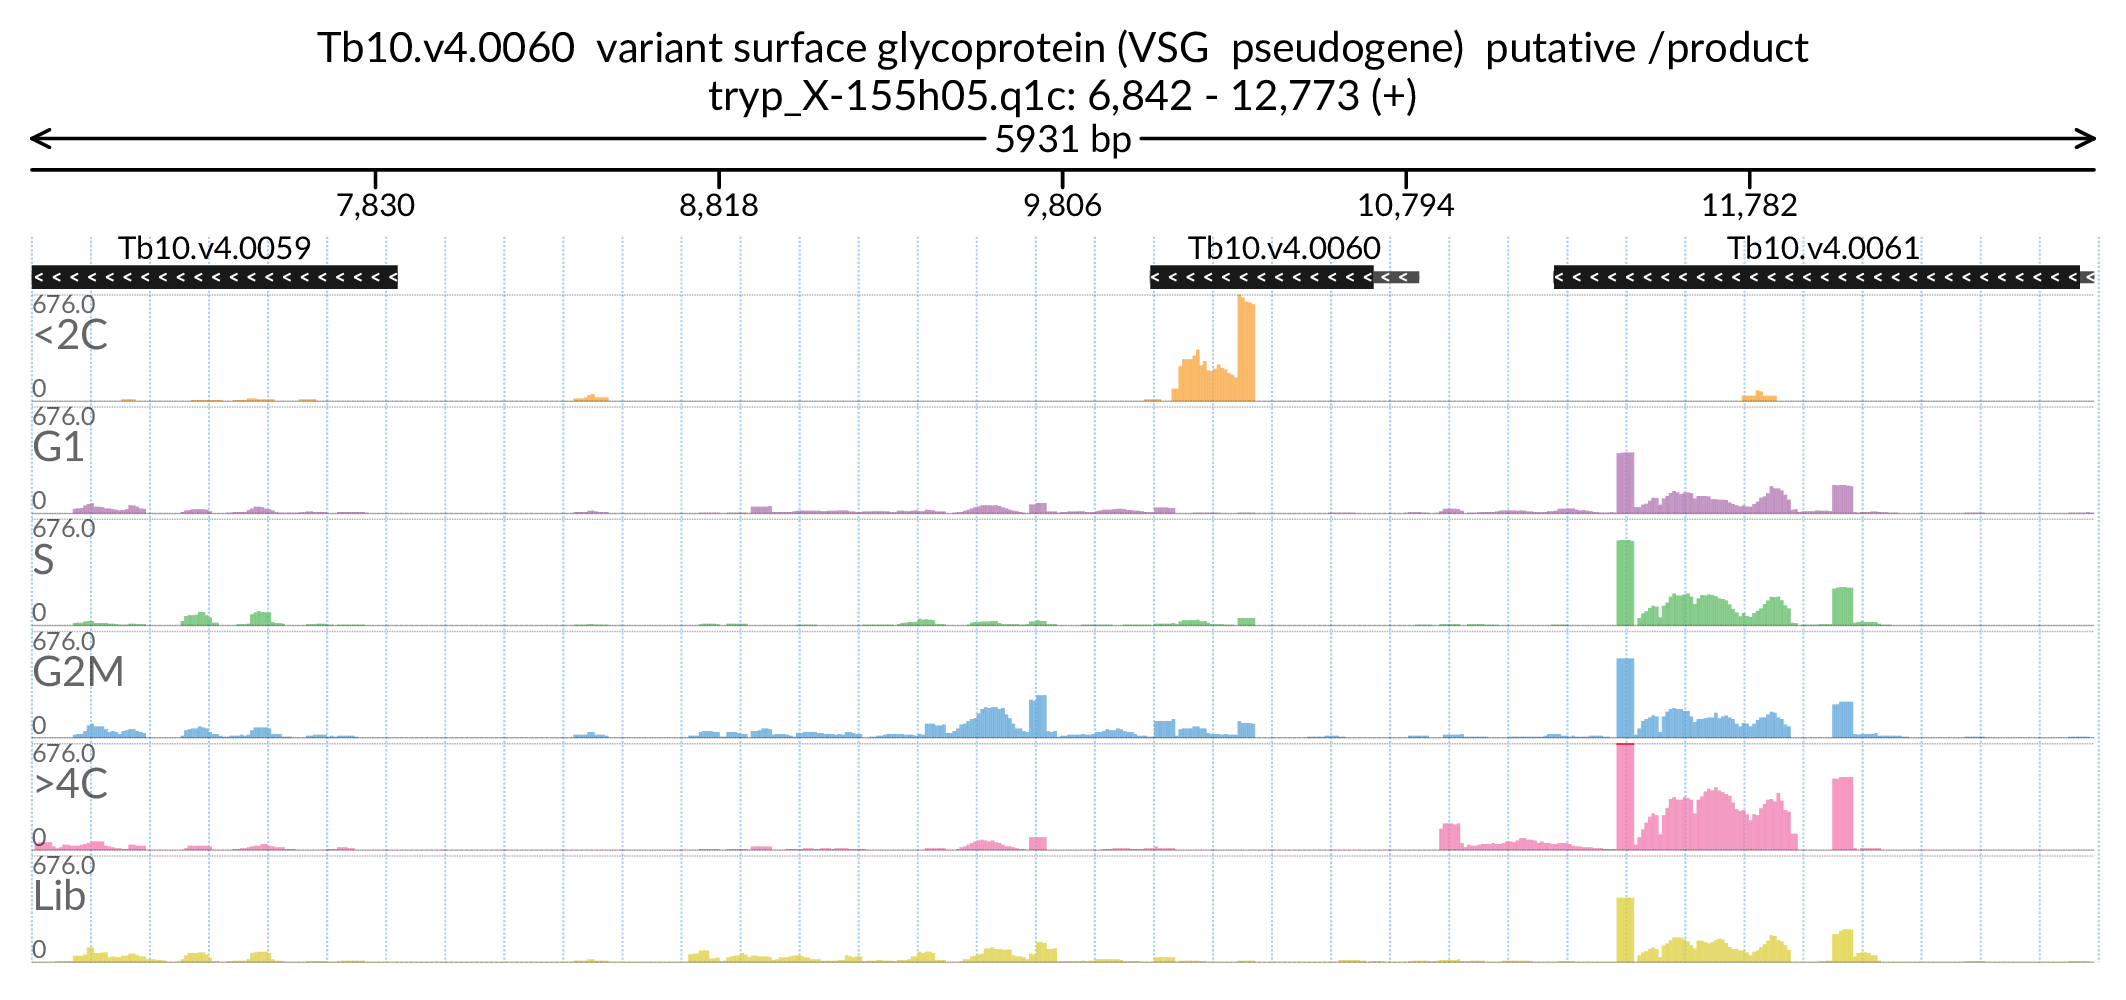 Tb10.v4.0060 variant surface glycoprotein (VSG pseudogene) putative /product
tryp_X-155h05.q1c: 6,842 - 12,773 (+)
5931 bp
7,830 8,818 9,806 10,794 11,782
Tb10.v4.0059 Tb10.v4.0060 Tb10.v4.0061
676.0
<2C
0
676.0
G1
0
676.0
S
0
676.0
G2M
0
676.0
>4C
0
676.0
Lib
0